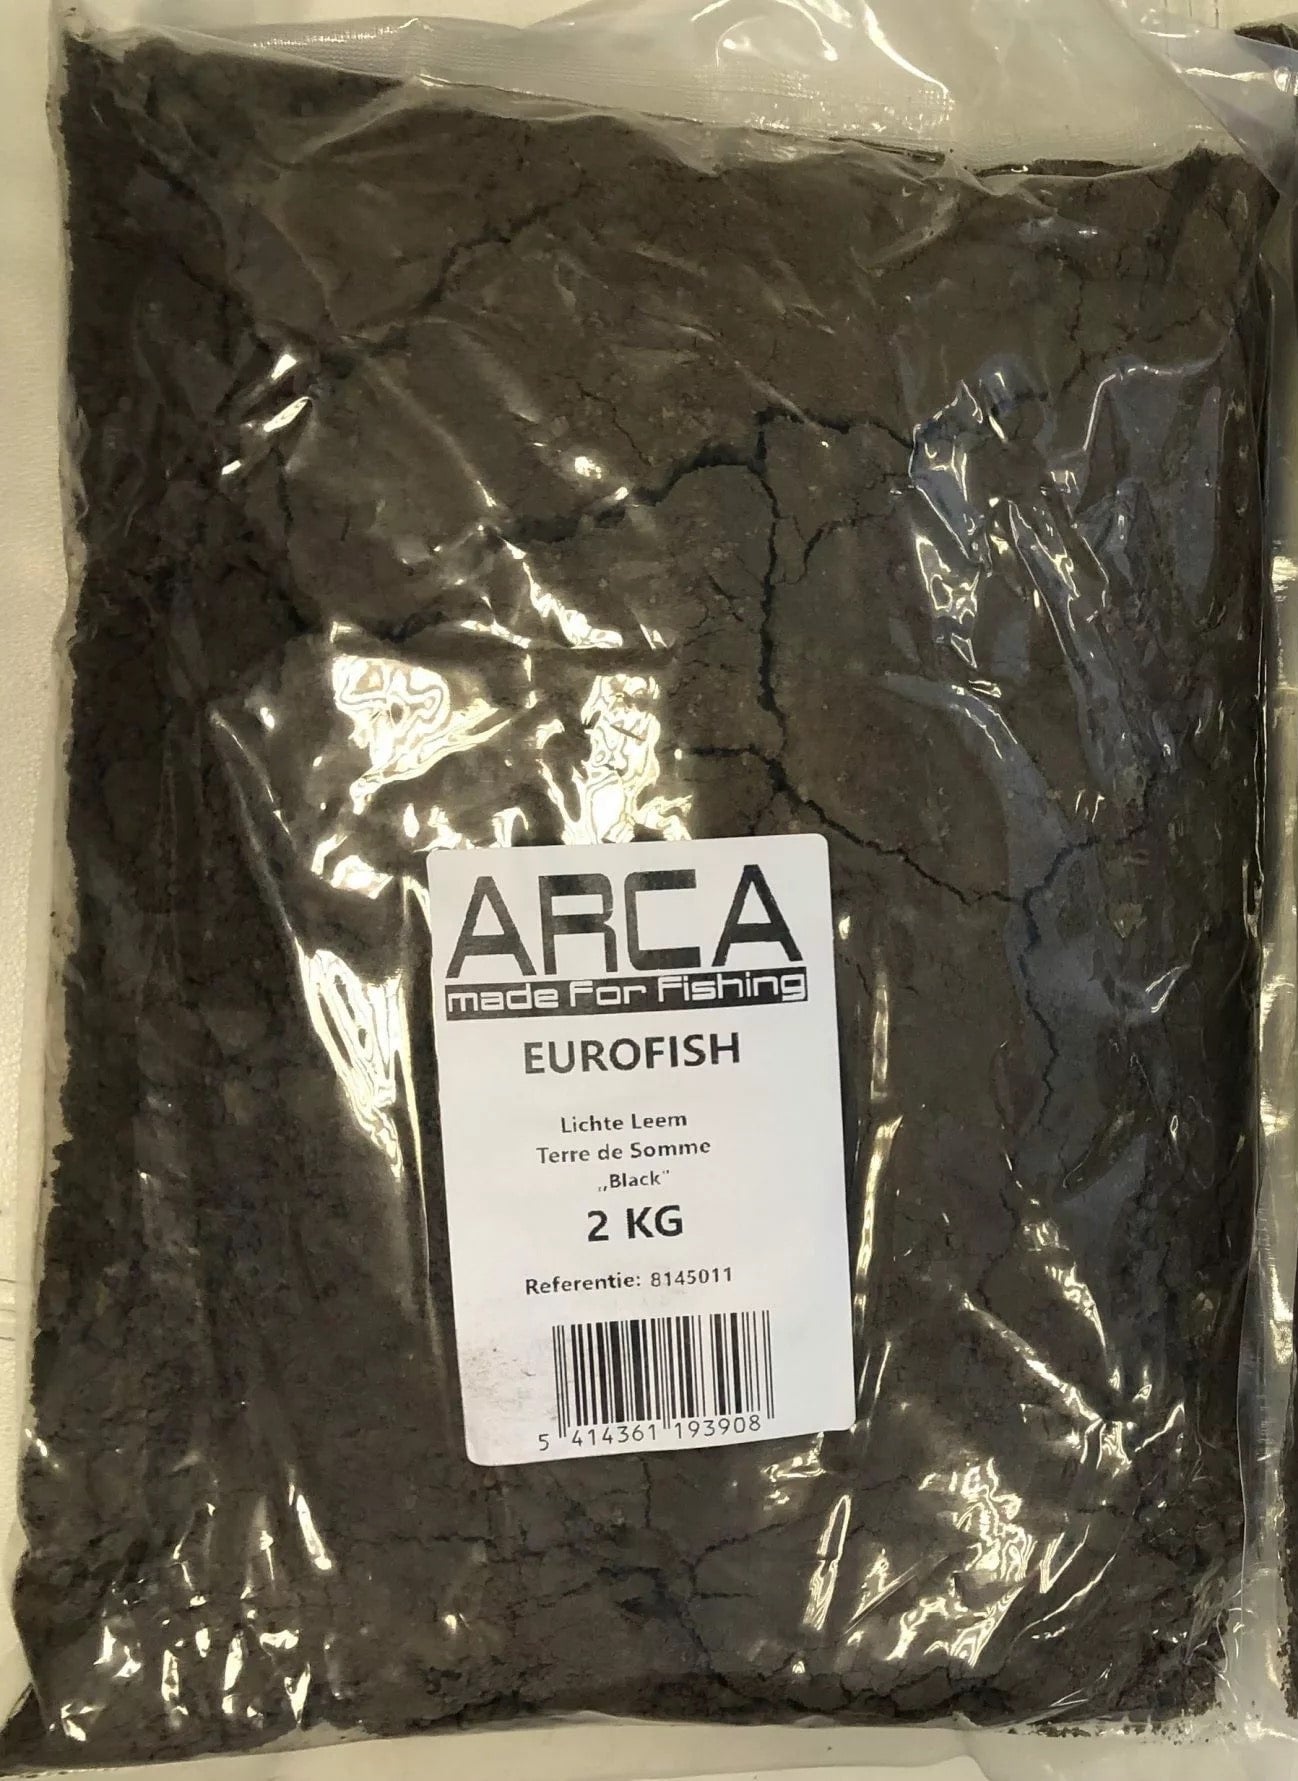 ARCA
made for fishing
EUROFISH
Lichte Leem
Terre de Somme
„Black"
2 KG
Referentie: 8145011
5 414361 193908